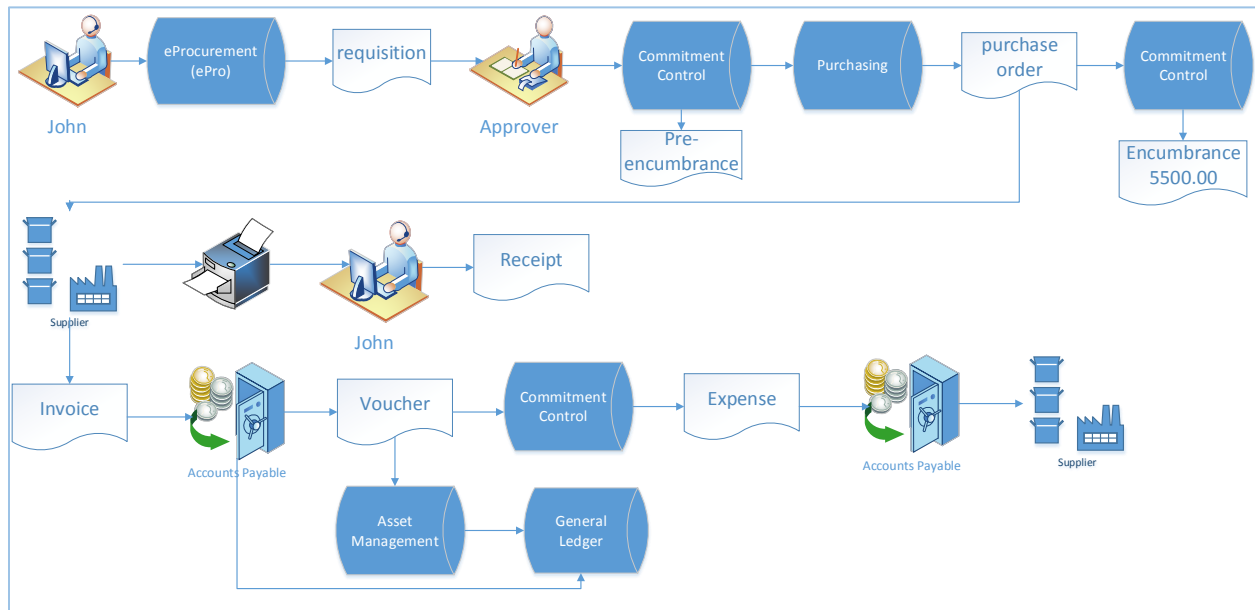 eProcurement
(ePro)
requisition
Commitment
Control
Purchasing
purchase
order
Commitment
Control
John
Approver
Pre-
encumbrance
Encumbrance
5500.00
Receipt
Supplier
John
Invoice
Voucher
Commitment
Control
Expense
Accounts Payable
Accounts Payable
Supplier
Asset
Management
General
Ledger